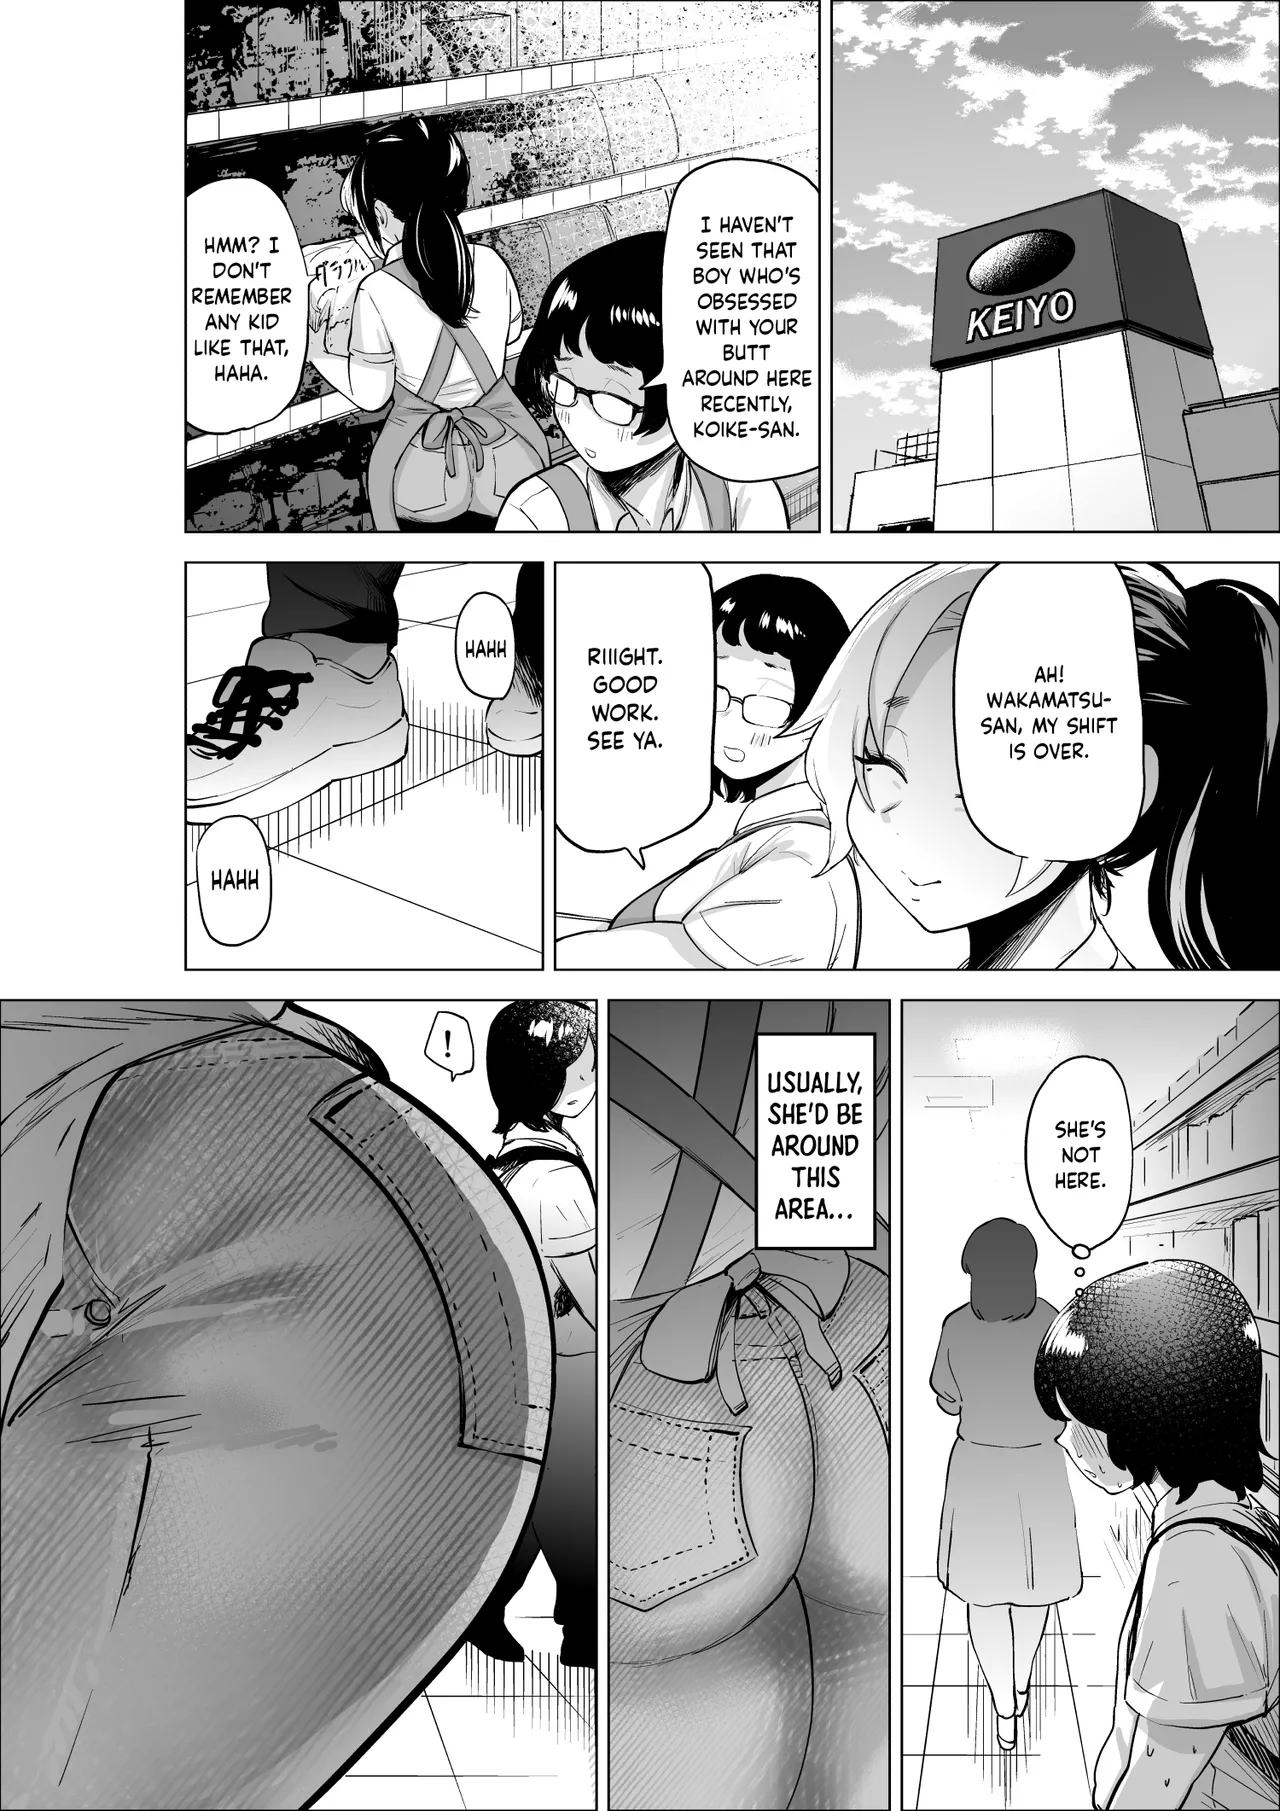 KEIYO
I HAVEN'T
SEEN THAT
BOY WHO'S
OBSESSED
WITH YOUR
BUTT
AROUND HERE
RECENTLY,
KOIKE-SAN.
HMM? I
DON'T
REMEMBER
ANY KID
LIKE THAT,
HAHA.
AH!
WAKAMATSU-
SAN, MY SHIFT
IS OVER.
RIIIGHT.
GOOD
WORK.
SEE YA.
HAHH
HAHH
SHE'S
NOT
HERE.
USUALLY,
SHE'D BE
AROUND
THIS
AREA...
!